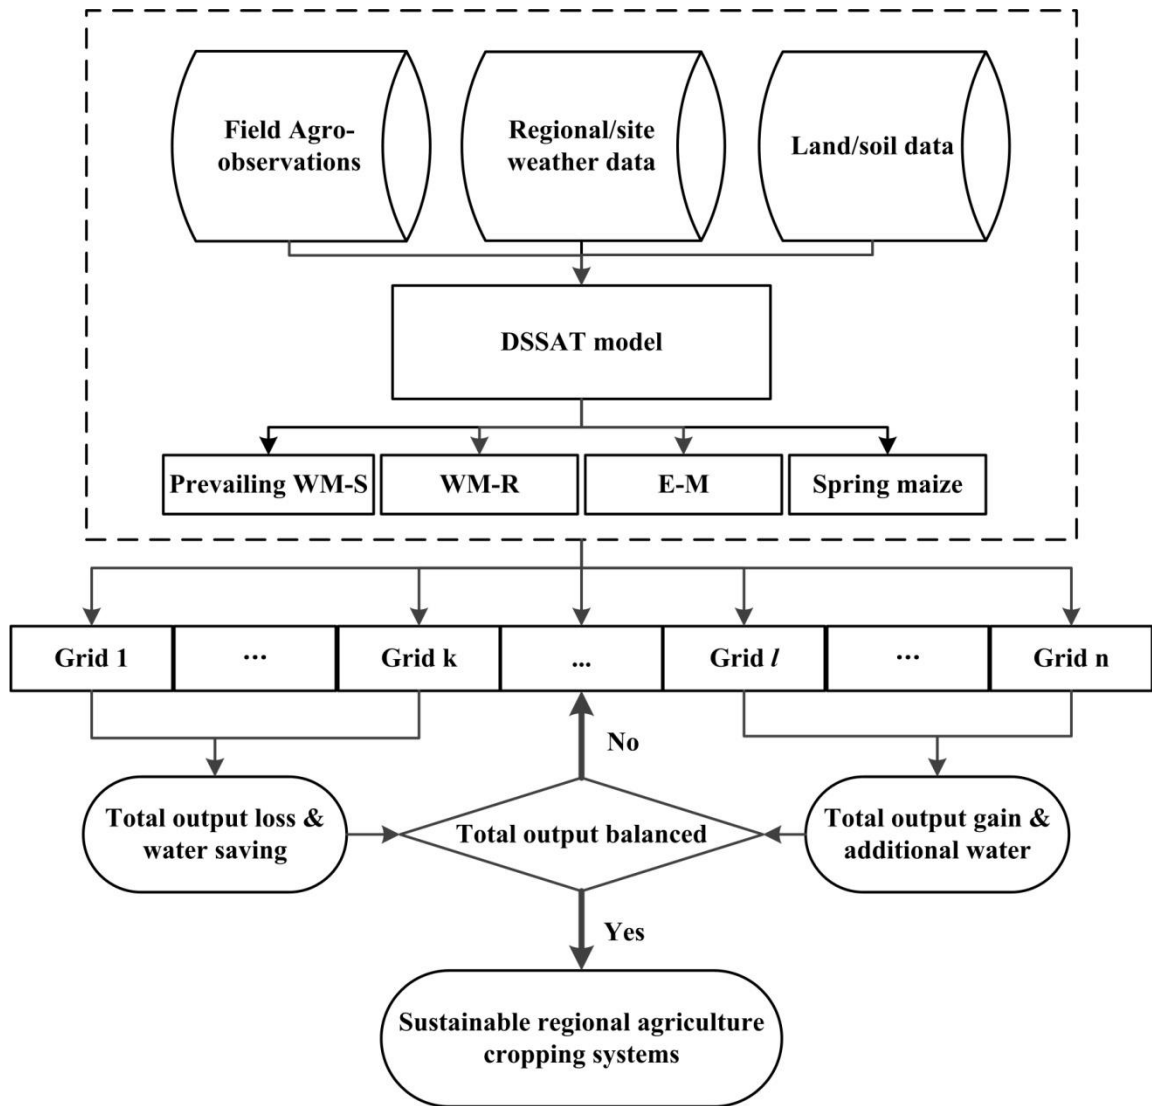 Field Agro-
observations
Regional/site
weather data
Land/soil data
DSSAT model
Prevailing WM-S
WM-R
E-M
Spring maize
Grid 1
...
Grid k
...
Grid l
...
Grid n
No
Total output loss &
water saving
Total output balanced
Total output gain &
additional water
Yes
Sustainable regional agriculture
cropping systems